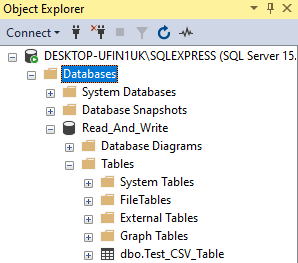 Object Explorer
Connect
DESKTOP-UFIN1UK\SQLEXPRESS (SQL Server 15.
Databases
System Databases
Database Snapshots
Read_And_Write
Database Diagrams
Tables
System Tables
FileTables
External Tables
Graph Tables
dbo.Test_CSV_Table